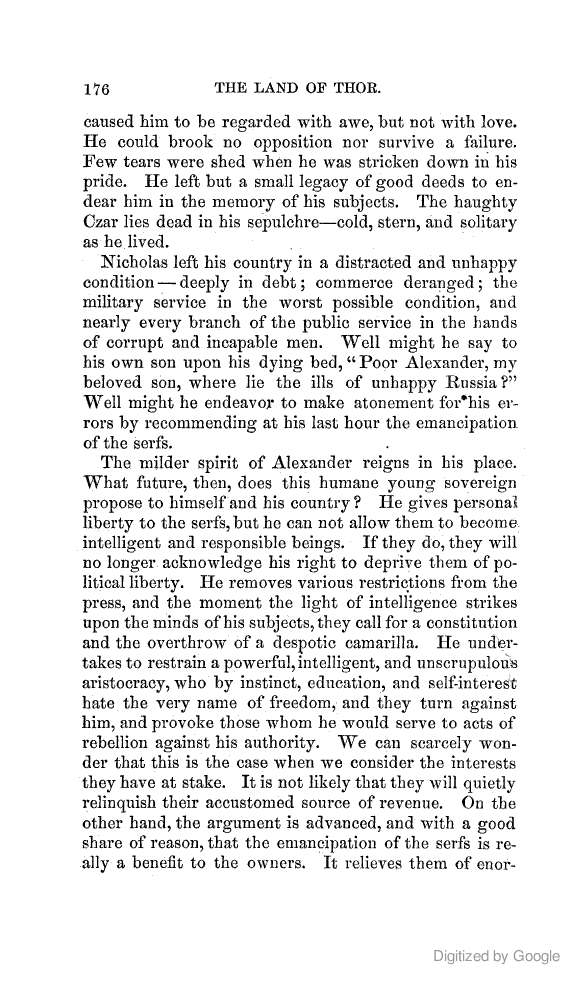 176 THE LAND OF THOR.
caused him to be regarded with awe, but not with love.
He could brook no opposition nor survive a failure.
Few tears were shed when he was stricken down in his
pride. He left but a small legacy of good deeds to en-
dear him in the memory of his subjects. The haughty
Czar lies dead in his sepulchre—cold, stern, and solitary
as he lived.
Nicholas left his country in a distracted and unhappy
condition—deeply in debt; commerce deranged; the
military service in the worst possible condition, and
nearly every branch of the public service in the hands
of corrupt and incapable men. Well might he say to
his own son upon his dying bed, "Poor Alexander, my
beloved son, where lie the ills of unhappy Russia?"
Well might he endeavor to make atonement for his er-
rors by recommending at his last hour the emancipation
of the serfs.
The milder spirit of Alexander reigns in his place.
What future, then, does this humane young sovereign
propose to himself and his country? He gives personal
liberty to the serfs, but he can not allow them to become
intelligent and responsible beings. If they do, they will
no longer acknowledge his right to deprive them of po-
litical liberty. He removes various restrictions from the
press, and the moment the light of intelligence strikes
upon the minds of his subjects, they call for a constitution
and the overthrow of a despotic camarilla. He under-
takes to restrain a powerful, intelligent, and unscrupulous
aristocracy, who by instinct, education, and self-interest
hate the very name of freedom, and they turn against
him, and provoke those whom he would serve to acts of
rebellion against his authority. We can scarcely won-
der that this is the case when we consider the interests
they have at stake. It is not likely that they will quietly
relinquish their accustomed source of revenue. On the
other hand, the argument is advanced, and with a good
share of reason, that the emancipation of the serfs is re-
ally a benefit to the owners. It relieves them of enor-
Digitized by Google